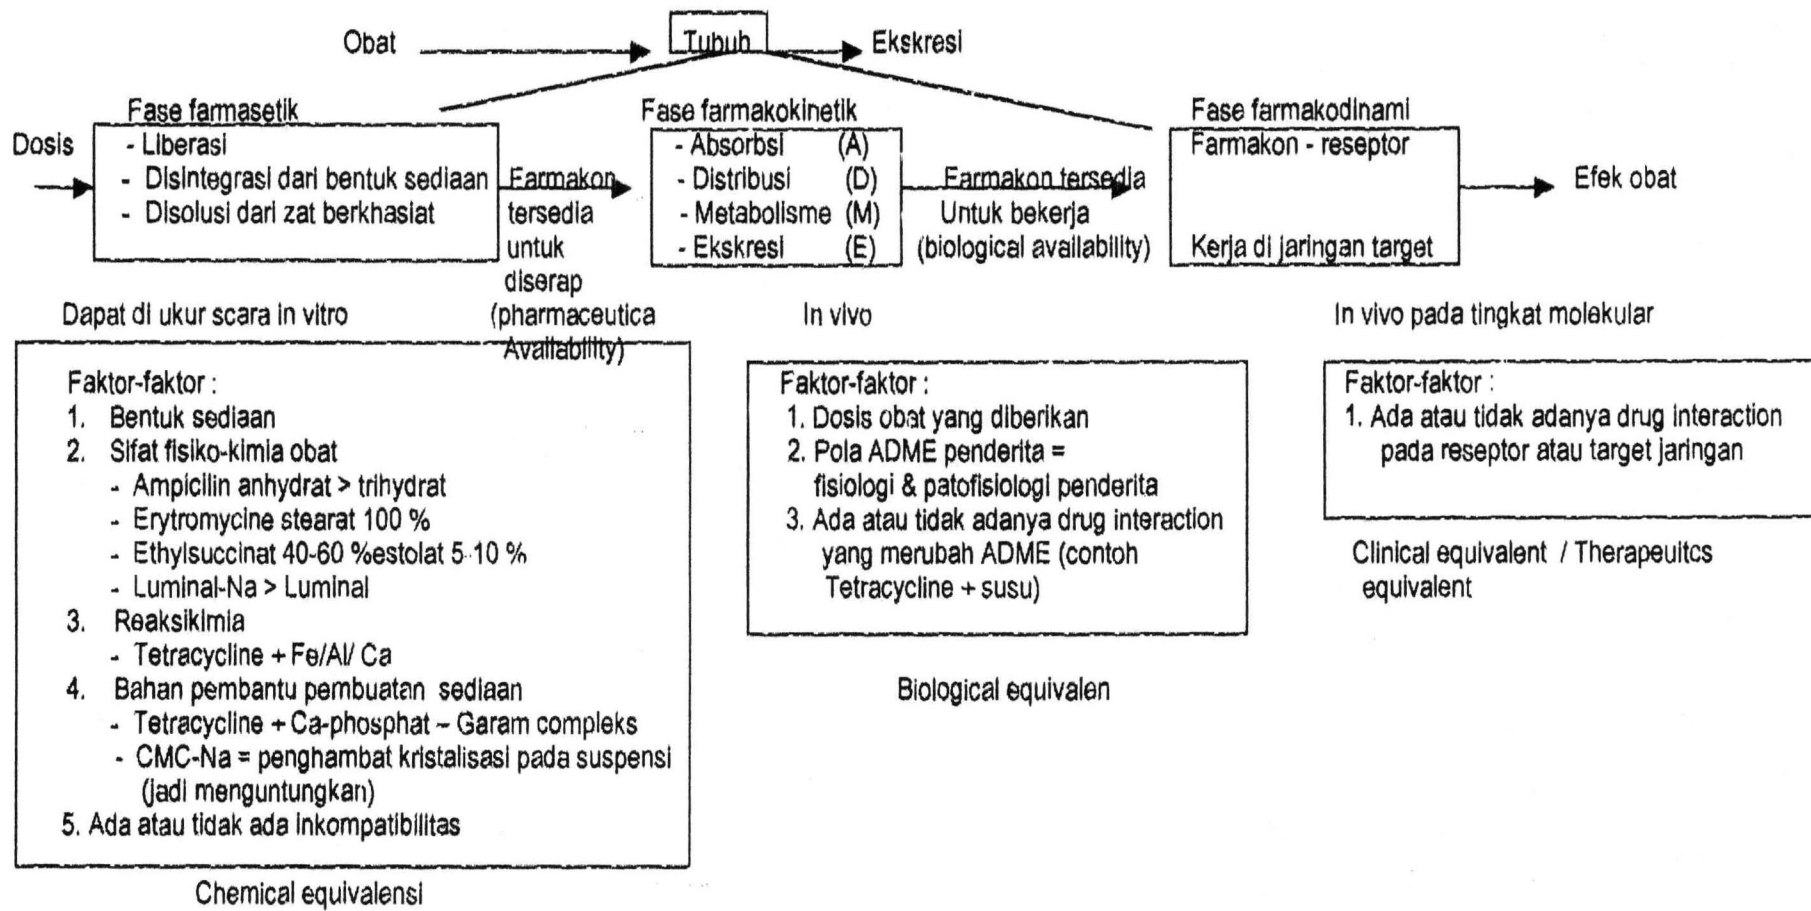 Obat Tubuh Ekskresi
Fase farmasetik
Dosis
- Liberasi
- Disintegrasi dari bentuk sediaan
- Disolusi dari zat berkhasiat
Farmakon
tersedia
untuk
diserap
(pharmaceutica
Availability)
Fase farmakokinetik
- Absorbsi (A)
- Distribusi (D)
- Metabolisme (M)
- Ekskresi (E)
Farmakon tersedia
Untuk bekerja
(biological availability)
Fase farmakodinami
Farmakon - reseptor
Kerja di jaringan target
Efek obat
Dapat di ukur scara in vitro
In vivo
In vivo pada tingkat molekular
Faktor-faktor :
1. Bentuk sediaan
2. Sifat fisiko-kimia obat
- Ampicilin anhydrat > trihydrat
- Erytromycine stearat 100 %
- Ethylsuccinat 40-60 %estolat 5-10 %
- Luminal-Na > Luminal
3. Reaksikimia
- Tetracycline + Fe/Al/ Ca
4. Bahan pembantu pembuatan sediaan
- Tetracycline + Ca-phosphat – Garam compleks
- CMC-Na = penghambat kristalisasi pada suspensi
(jadi menguntungkan)
5. Ada atau tidak ada inkompatibilitas
Chemical equivalensi
Faktor-faktor :
1. Dosis obat yang diberikan
2. Pola ADME penderita =
fisiologi & patofisiologi penderita
3. Ada atau tidak adanya drug interaction
yang merubah ADME (contoh
Tetracycline + susu)
Biological equivalen
Faktor-faktor :
1. Ada atau tidak adanya drug interaction
pada reseptor atau target jaringan
Clinical equivalent / Therapeuitcs
equivalent